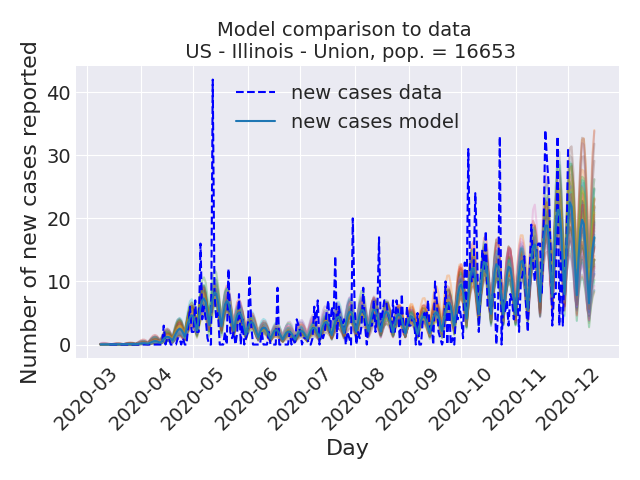 Model comparison to data
US - Illinois - Union, pop. = 16653
Number of new cases reported
40
30
20
10
0
new cases data
new cases model
2020-03
2020-04
2020-05
2020-06
2020-07
2020-08
2020-09
2020-10
2020-11
2020-12
Day